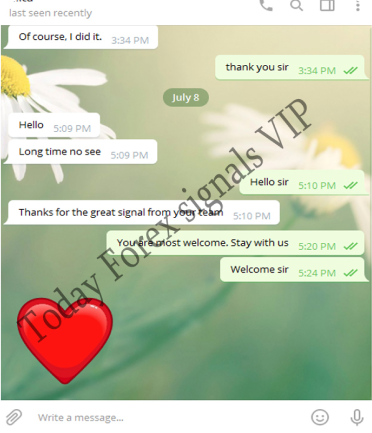 last seen recently
Of course, I did it. 3:34 PM
thank you sir 3:34 PM
July 8
Hello 5:09 PM
Long time no see 5:09 PM
Hello sir 5:10 PM
Thanks for the great signal from your team 5:10 PM
You are most welcome. Stay with us 5:20 PM
Welcome sir 5:24 PM
Today Forex signals VIP
Write a message...